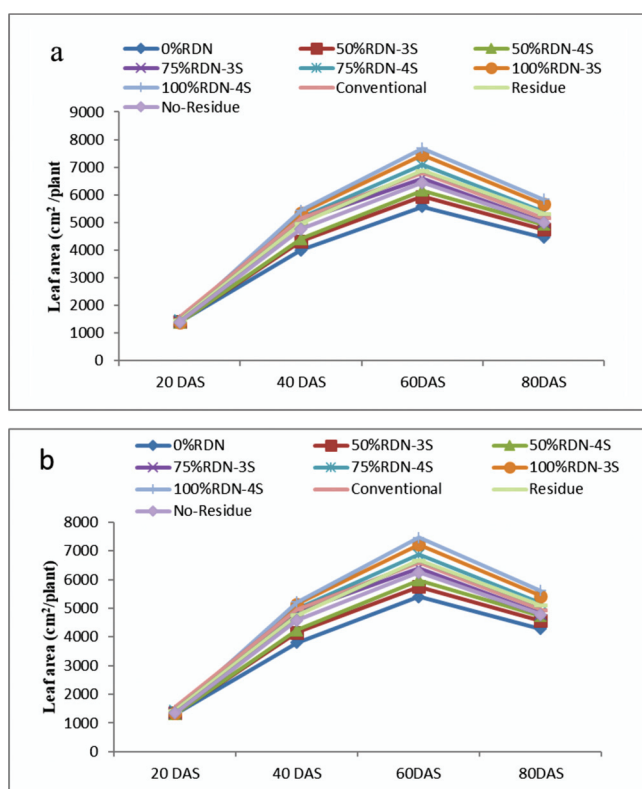 a
0%RDN 50%RDN-3S 50%RDN-4S
75%RDN-3S 75%RDN-4S 100%RDN-3S
100%RDN-4S Conventional Residue
No-Residue
Leaf area (cm² /plant)
9000
8000
7000
6000
5000
4000
3000
2000
1000
0
20 DAS 40 DAS 60DAS 80DAS
b
0%RDN 50%RDN-3S 50%RDN-4S
75%RDN-3S 75%RDN-4S 100%RDN-3S
100%RDN-4S Conventional Residue
No-Residue
Leaf area (cm²/plant)
8000
7000
6000
5000
4000
3000
2000
1000
0
20 DAS 40 DAS 60DAS 80DAS